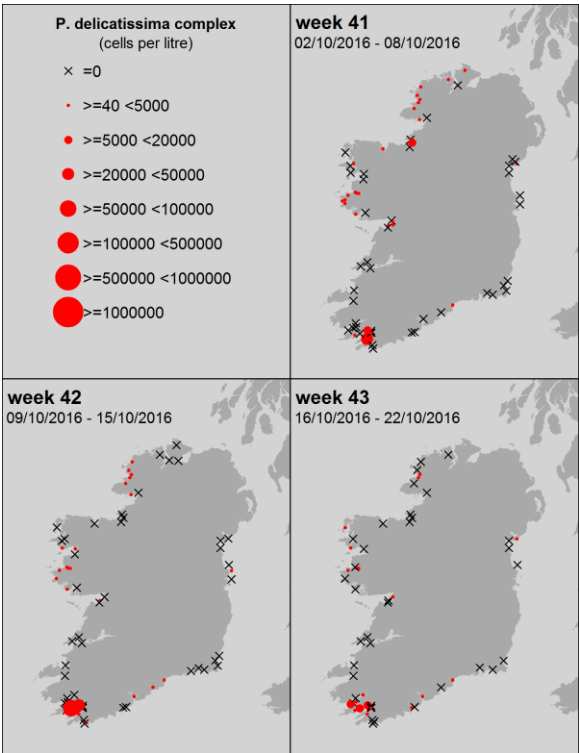 P. delicatissima complex
(cells per litre)
=0
>=40 <5000
>=5000 <20000
>=20000 <50000
>=50000 <100000
>=100000 <500000
>=500000 <1000000
>=1000000
week 41
02/10/2016 - 08/10/2016
week 42
09/10/2016 - 15/10/2016
week 43
16/10/2016 - 22/10/2016